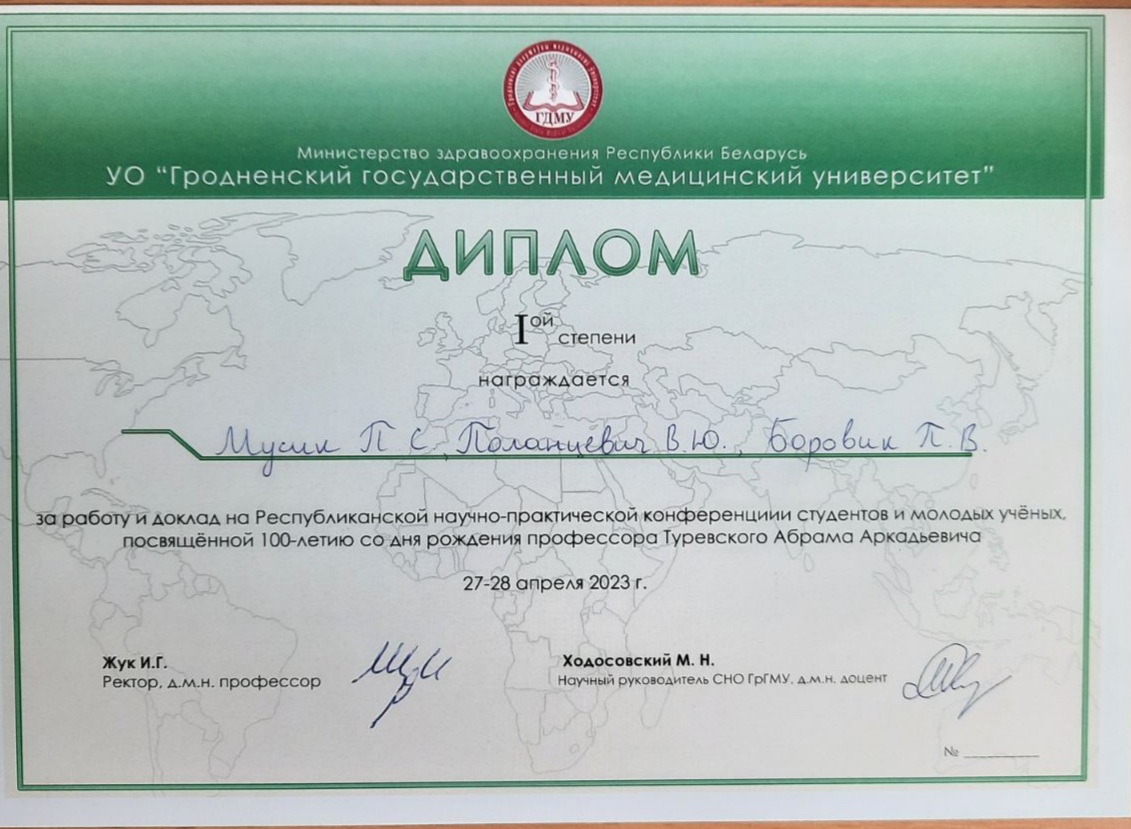 ГДМУ
Министерство здравоохранения Республики Беларусь
УО “Гродненский государственный медицинский университет”
ДИПЛОМ
Iой степени
награждается
Мусик П С, Поланцевич В.Ю., Боровик П.В.
за работу и доклад на Республиканской научно-практической конференциии студентов и молодых учёных,
посвящённой 100-летию со дня рождения профессора Туревского Абрама Аркадьевича
27-28 апреля 2023 г.
Жук И.Г.
Ректор, д.м.н. профессор
Ходосовский М. Н.
Научный руководитель СНО ГрГМУ, д.м.н. доцент
№ ________